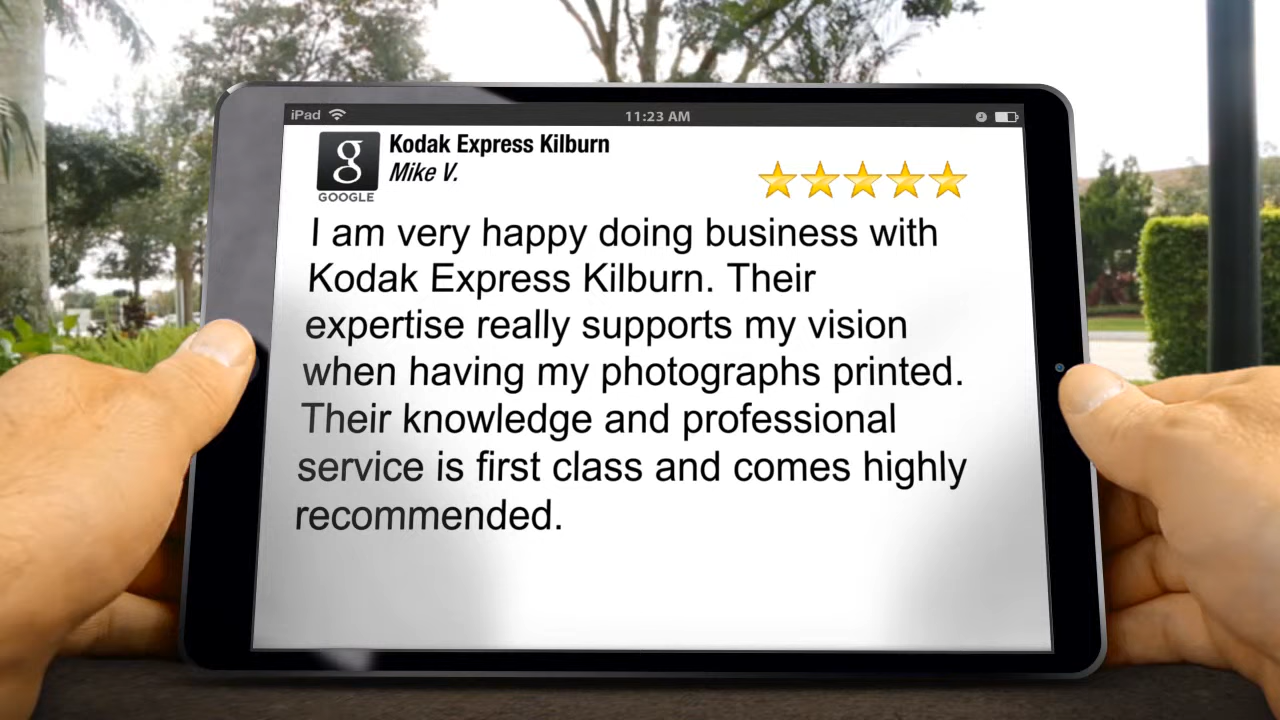 iPad 11:23 AM
g
GOOGLE
Kodak Express Kilburn
Mike V.
I am very happy doing business with
Kodak Express Kilburn. Their
expertise really supports my vision
when having my photographs printed.
Their knowledge and professional
service is first class and comes highly
recommended.